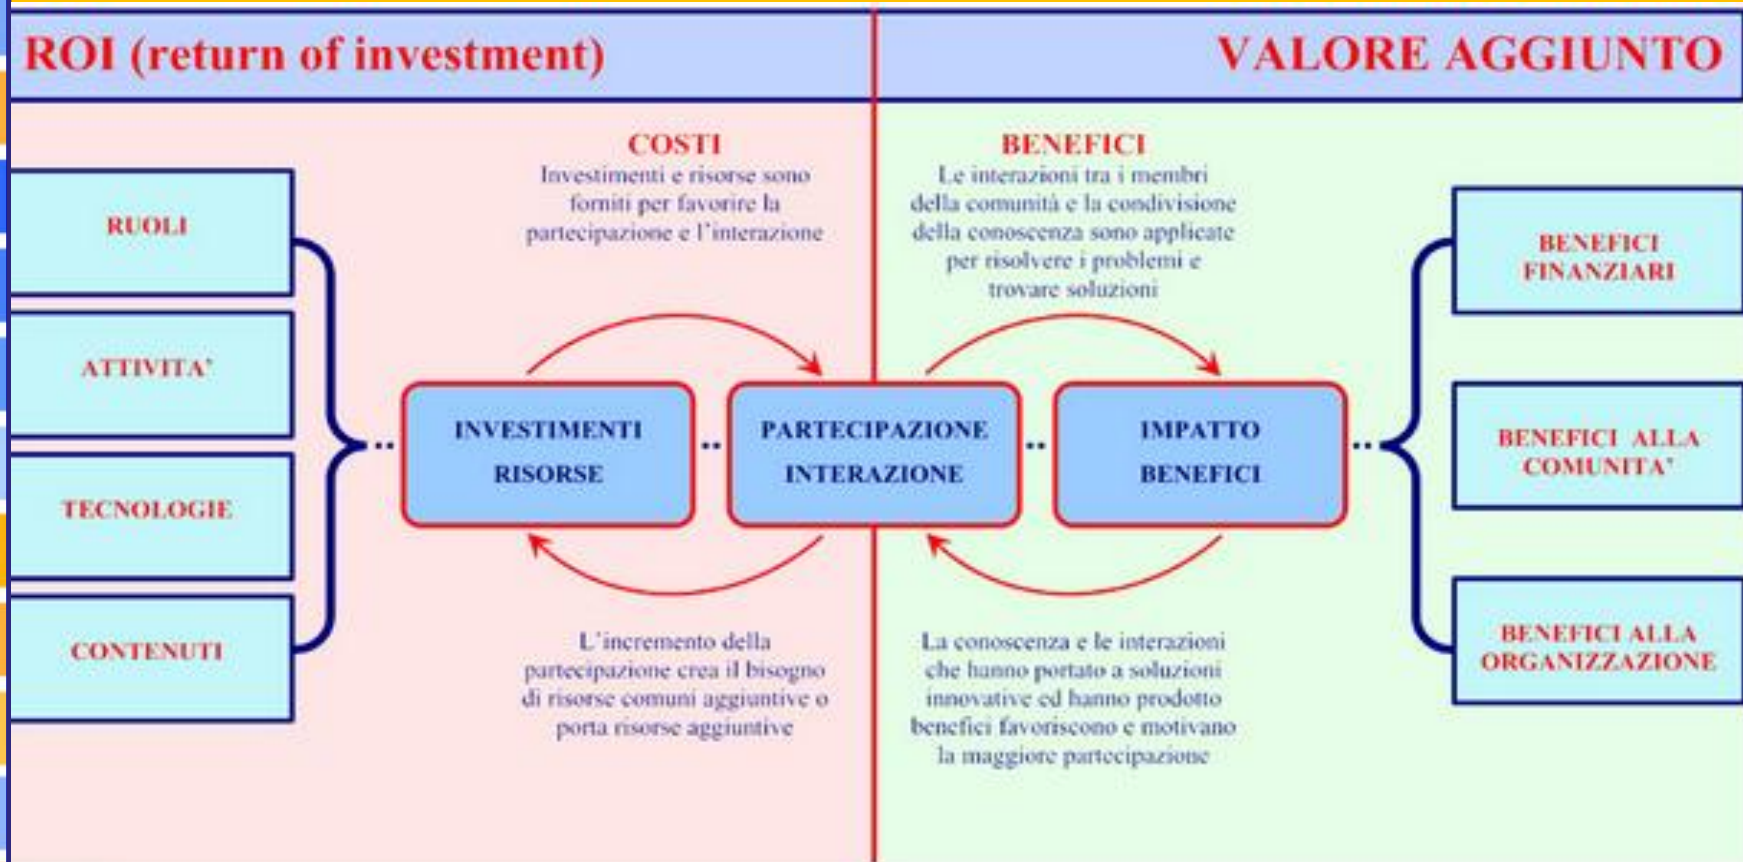 ROI (return of investment)
VALORE AGGIUNTO
COSTI
Investimenti e risorse sono
forniti per favorire la
partecipazione e l'interazione
BENEFICI
Le interazioni tra i membri
della comunità e la condivisione
della conoscenza sono applicate
per risolvere i problemi e
trovare soluzioni
RUOLI
ATTIVITA'
TECNOLOGIE
CONTENUTI
INVESTIMENTI
RISORSE
PARTECIPAZIONE
INTERAZIONE
IMPATTO
BENEFICI
BENEFICI
FINANZIARI
BENEFICI ALLA
COMUNITA'
BENEFICI ALLA
ORGANIZZAZIONE
L'incremento della
partecipazione crea il bisogno
di risorse comuni aggiuntive o
porta risorse aggiuntive
La conoscenza e le interazioni
che hanno portato a soluzioni
innovative ed hanno prodotto
benefici favoriscono e motivano
la maggiore partecipazione